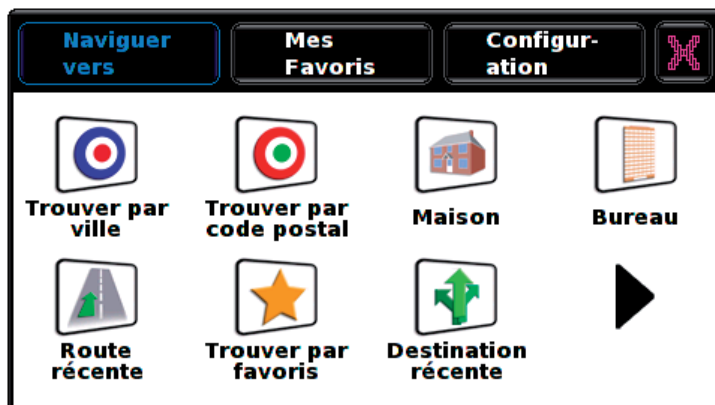 Naviguer
vers
Mes
Favoris
Configur-
ation
Trouver par
ville
Trouver par
code postal
Maison
Bureau
Route
récente
Trouver par
favoris
Destination
récente